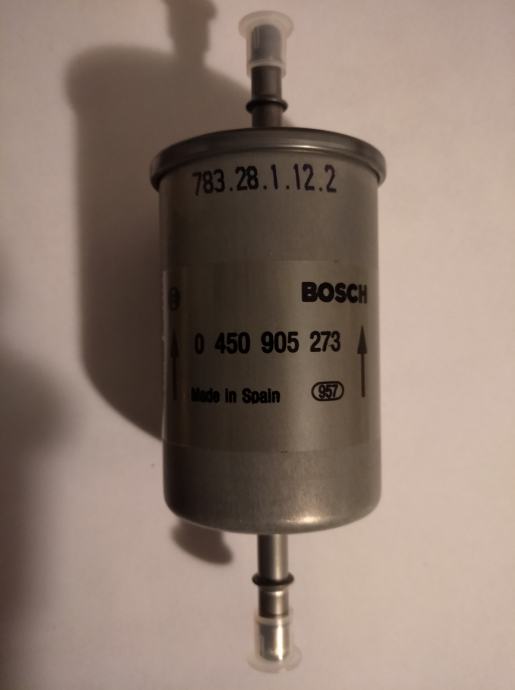 783.28.1.12.2
BOSCH
0 450 905 273
Made in Spain 957